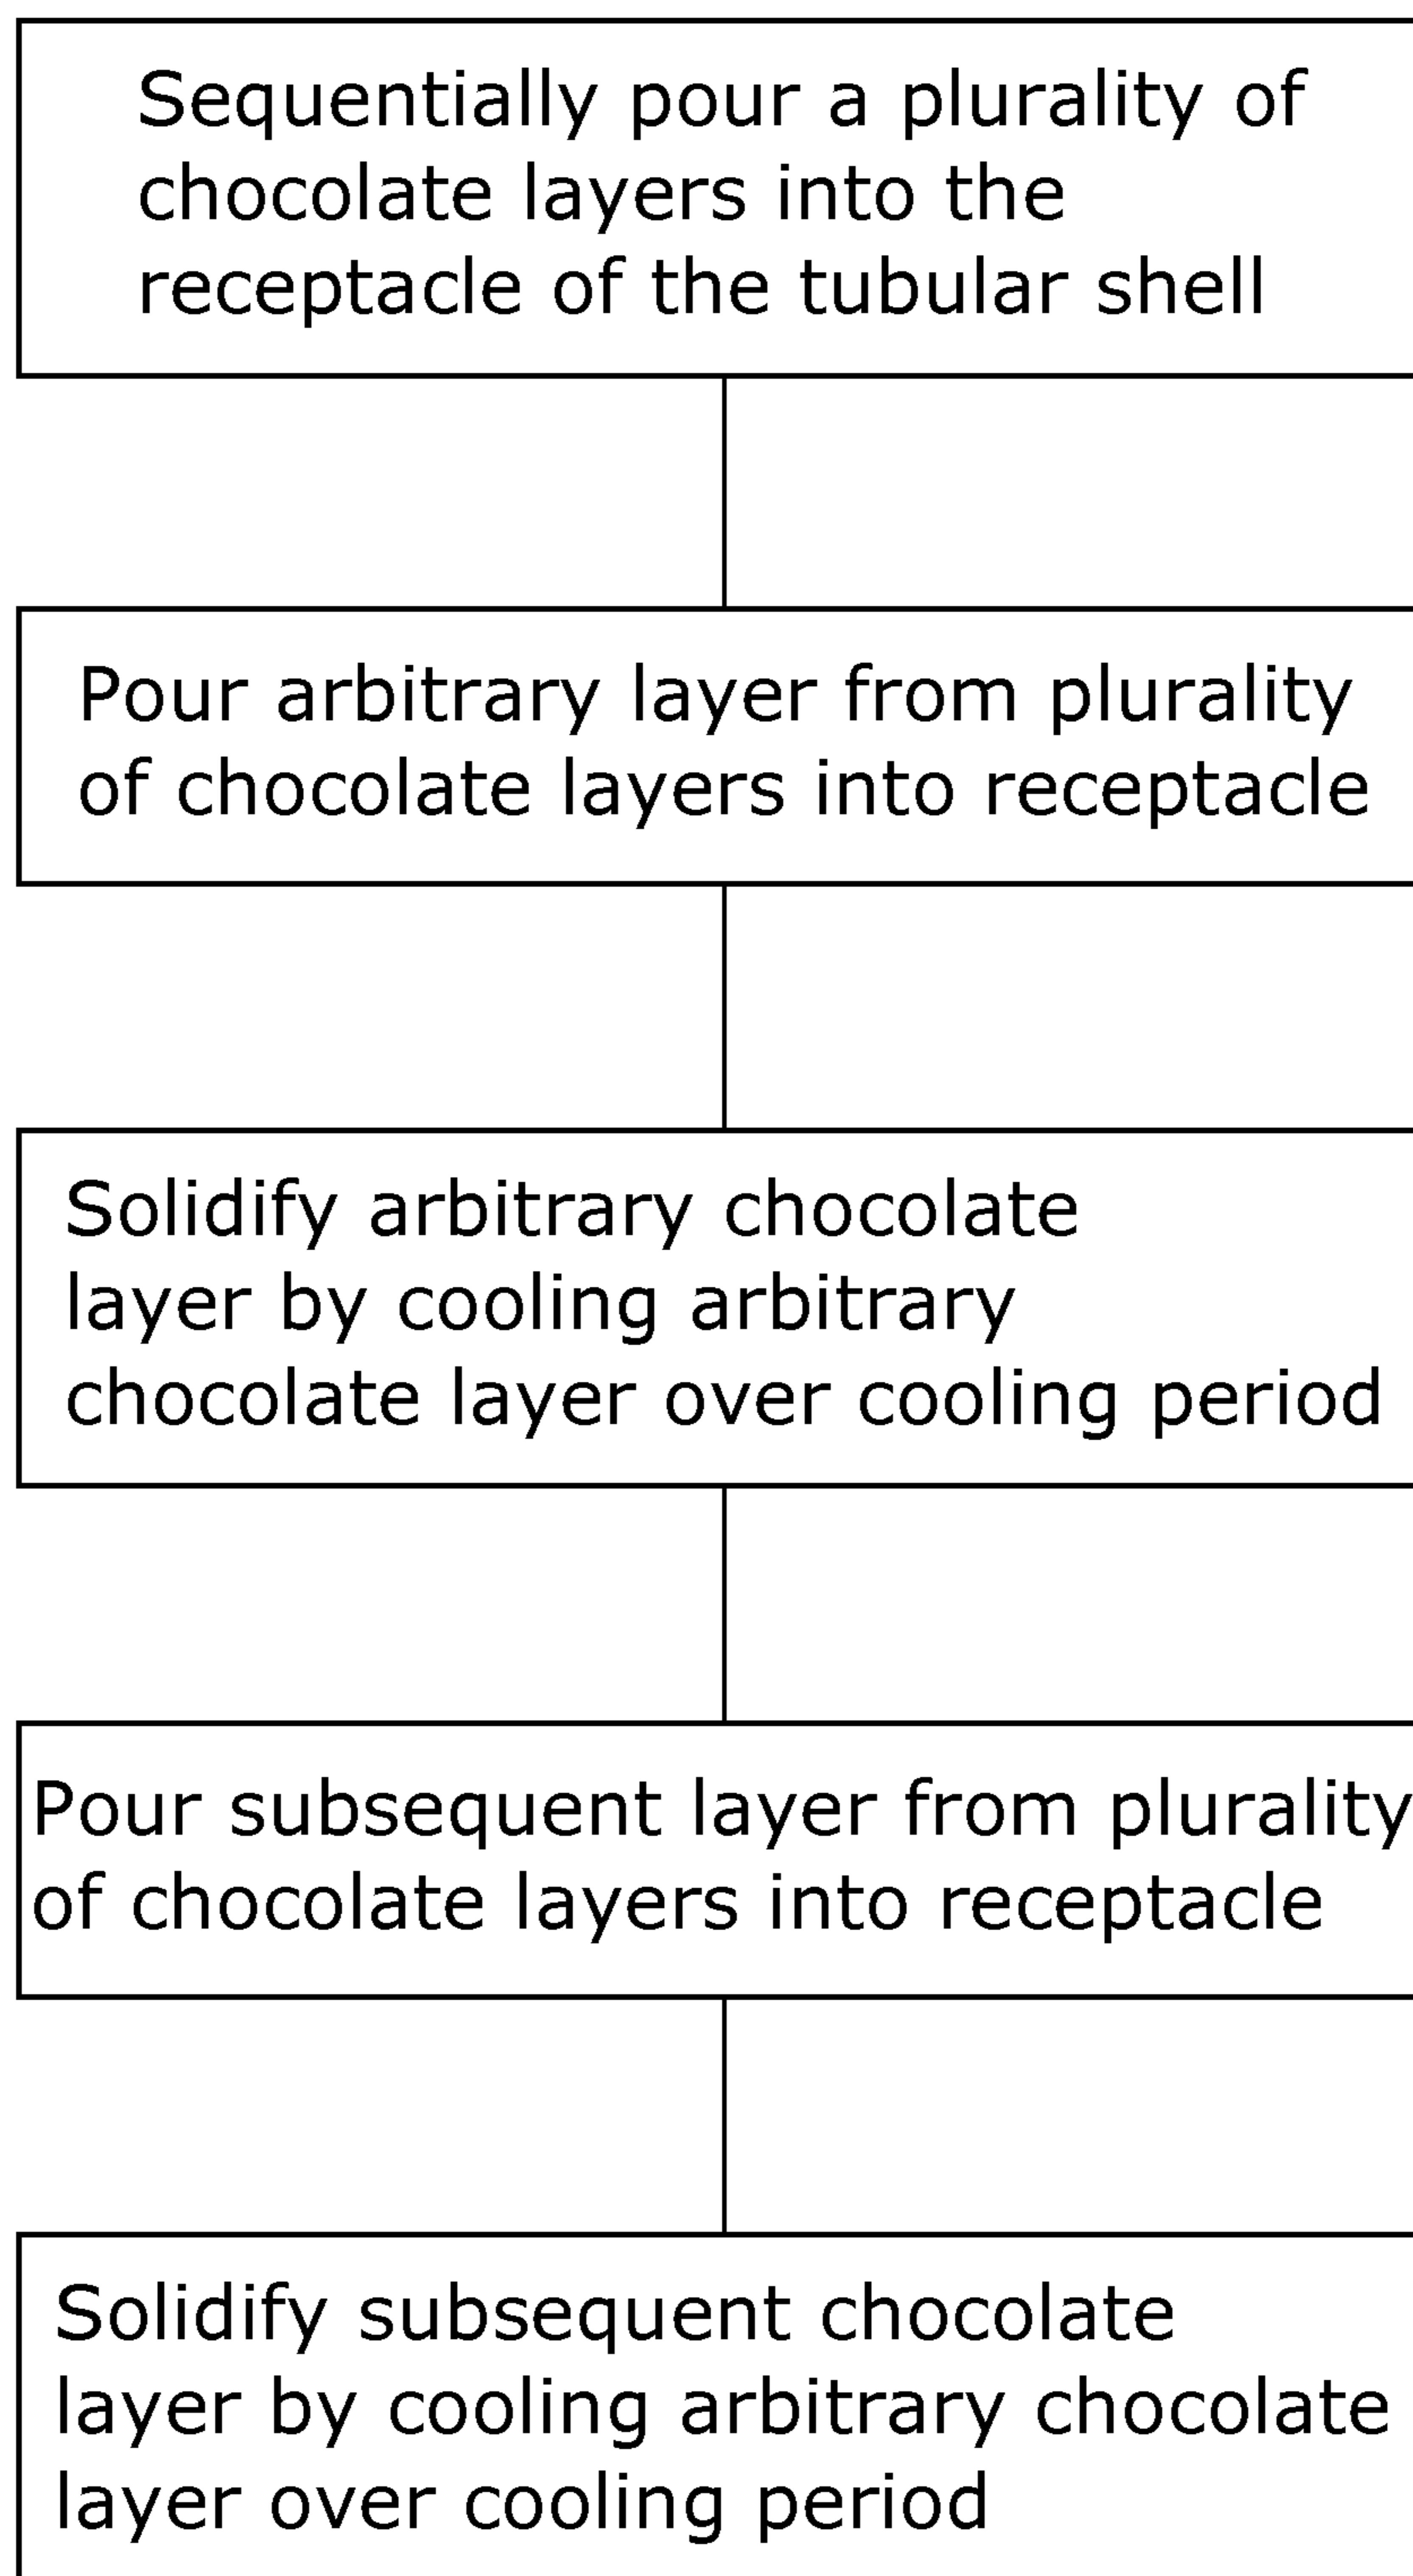 Sequentially pour a plurality of
chocolate layers into the
receptacle of the tubular shell
Pour arbitrary layer from plurality
of chocolate layers into receptacle
Solidify arbitrary chocolate
layer by cooling arbitrary
chocolate layer over cooling period
Pour subsequent layer from plurality
of chocolate layers into receptacle
Solidify subsequent chocolate
layer by cooling arbitrary chocolate
layer over cooling period